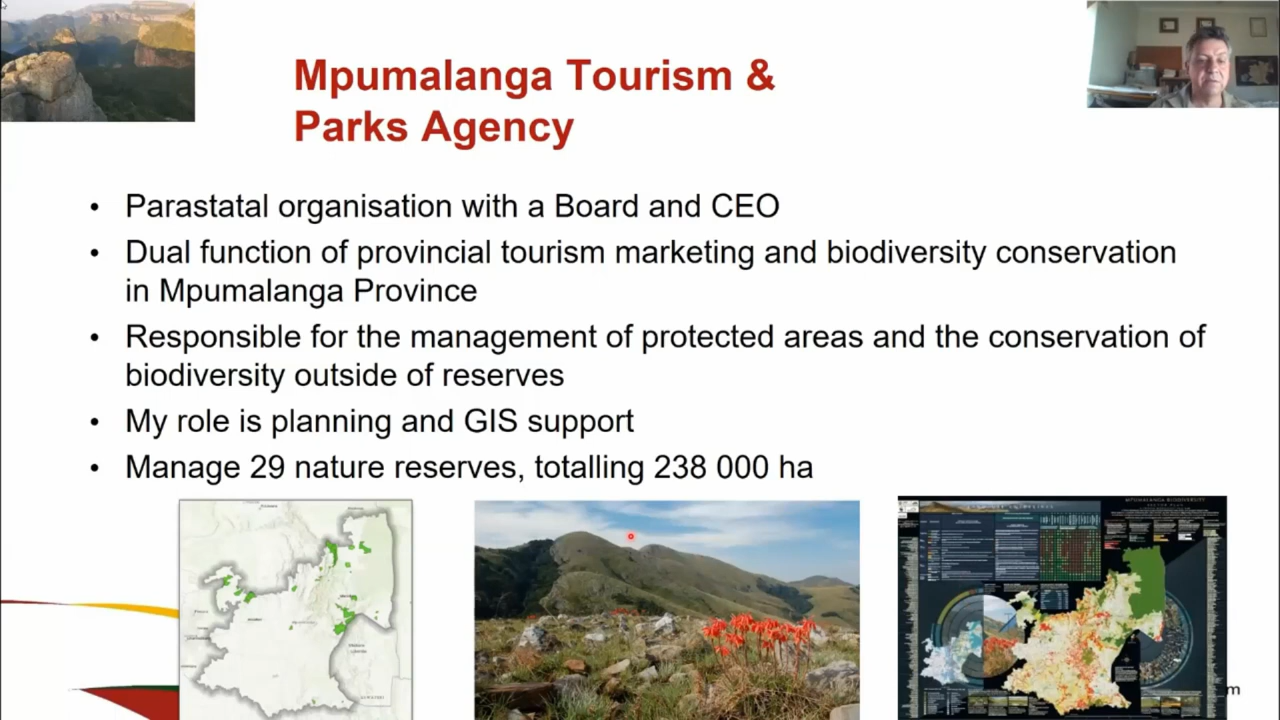 Mpumalanga Tourism &
Parks Agency
• Parastatal organisation with a Board and CEO
• Dual function of provincial tourism marketing and biodiversity conservation
in Mpumalanga Province
• Responsible for the management of protected areas and the conservation of
biodiversity outside of reserves
• My role is planning and GIS support
• Manage 29 nature reserves, totalling 238 000 ha
MPUMALANGA BIODIVERSITY